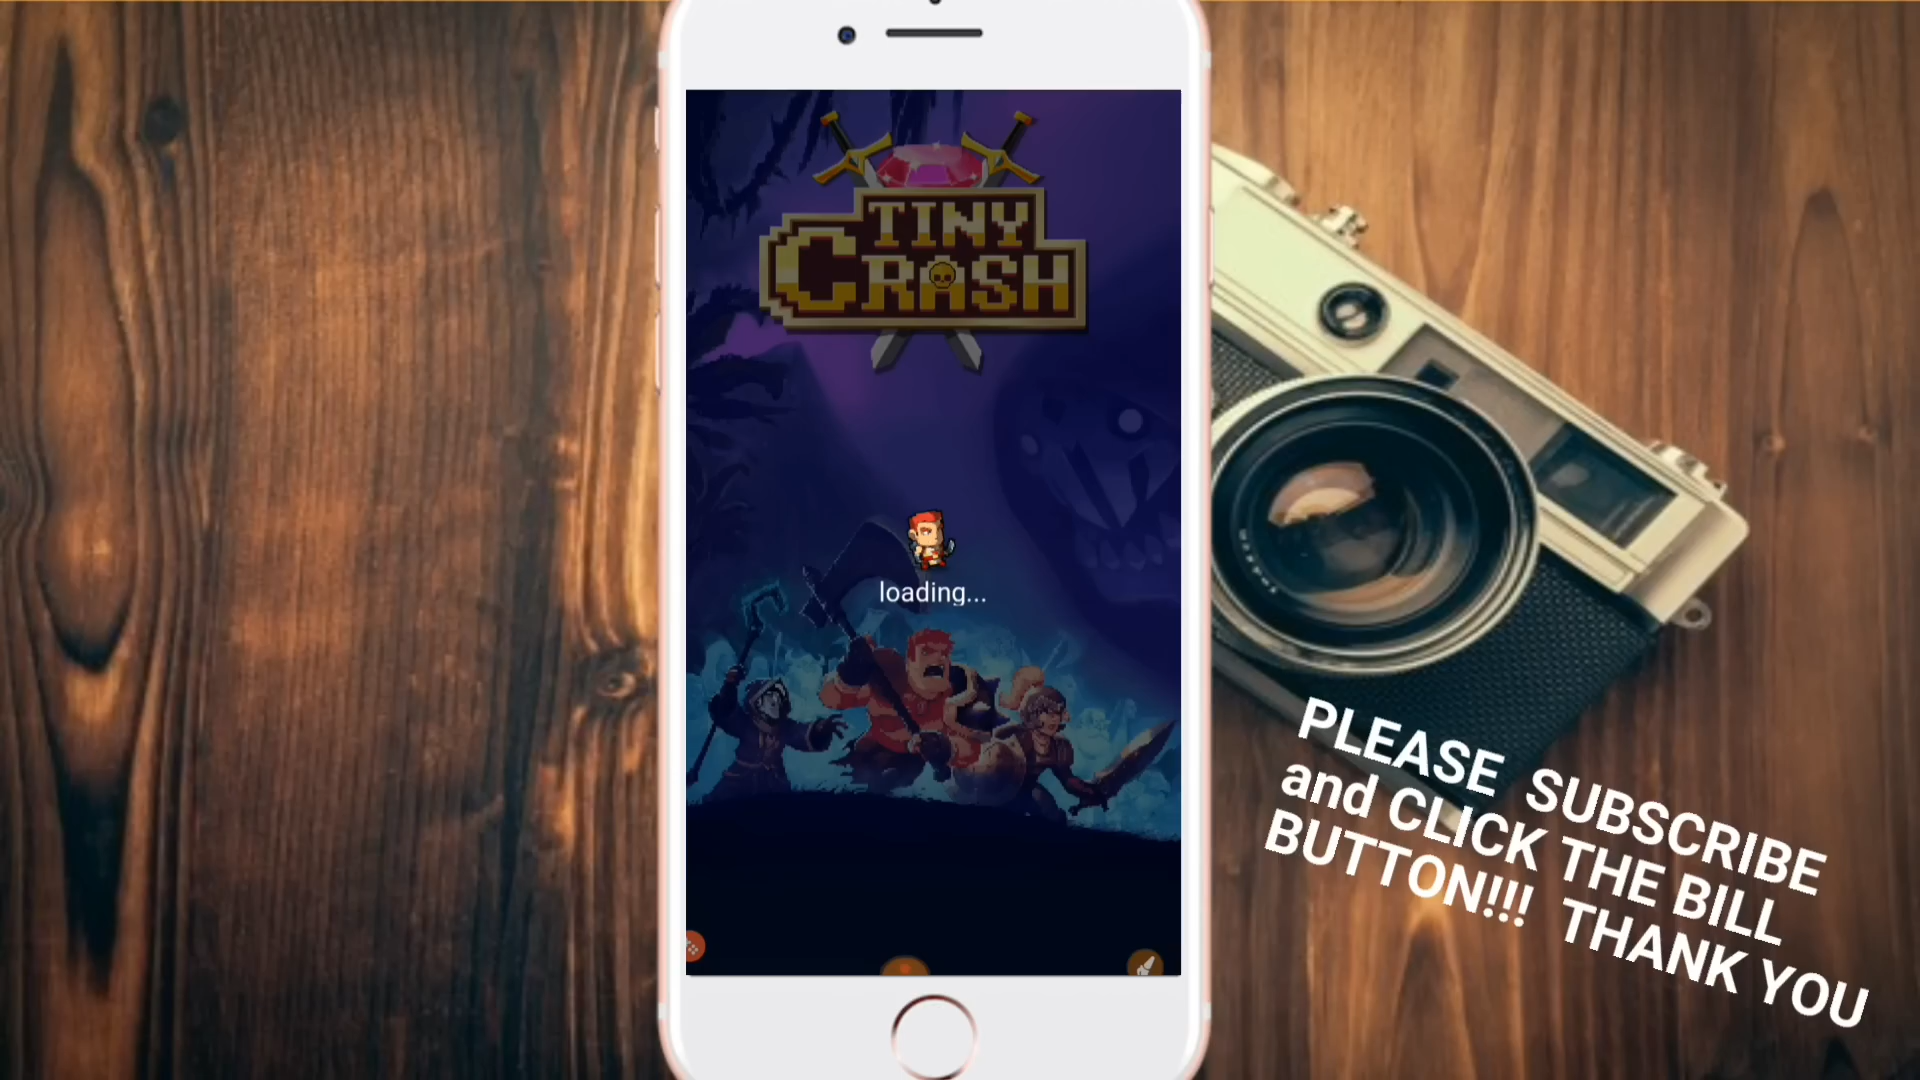 TINY
CRASH
loading...
PLEASE SUBSCRIBE
and CLICK THE BILL
BUTTON!!! THANK YOU